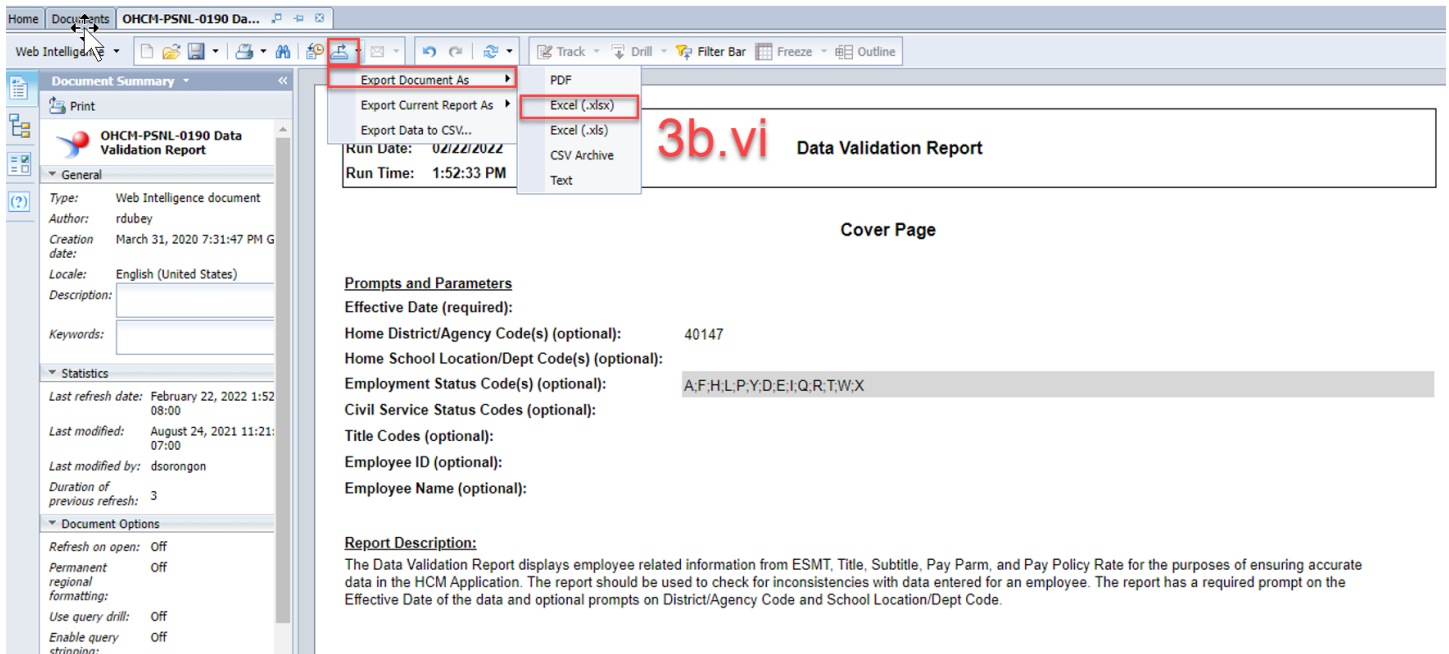 Home Documents OHCM-PSNL-0190 Da...
Web Intelligence Track Drill Filter Bar Freeze Outline
Document Summary
Print
OHCM-PSNL-0190 Data
Validation Report
General
Type: Web Intelligence document
Author: rdubey
Creation date: March 31, 2020 7:31:47 PM G
Locale: English (United States)
Description:
Keywords:
Statistics
Last refresh date: February 22, 2022 1:52
08:00
Last modified: August 24, 2021 11:21:
07:00
Last modified by: dsorongon
Duration of previous refresh: 3
Document Options
Refresh on open: Off
Permanent regional formatting: Off
Use query drill: Off
Enable query stripping: Off
Export Document As
Export Current Report As
Export Data to CSV...
PDF
Excel (.xlsx)
Excel (.xls)
CSV Archive
Text
3b.vi
Run Date: 02/22/2022
Run Time: 1:52:33 PM
Data Validation Report
Cover Page
Prompts and Parameters
Effective Date (required):
Home District/Agency Code(s) (optional): 40147
Home School Location/Dept Code(s) (optional):
Employment Status Code(s) (optional): A;F;H;L;P;Y;D;E;I;Q;R;T;W;X
Civil Service Status Codes (optional):
Title Codes (optional):
Employee ID (optional):
Employee Name (optional):
Report Description:
The Data Validation Report displays employee related information from ESMT, Title, Subtitle, Pay Parm, and Pay Policy Rate for the purposes of ensuring accurate
data in the HCM Application. The report should be used to check for inconsistencies with data entered for an employee. The report has a required prompt on the
Effective Date of the data and optional prompts on District/Agency Code and School Location/Dept Code.